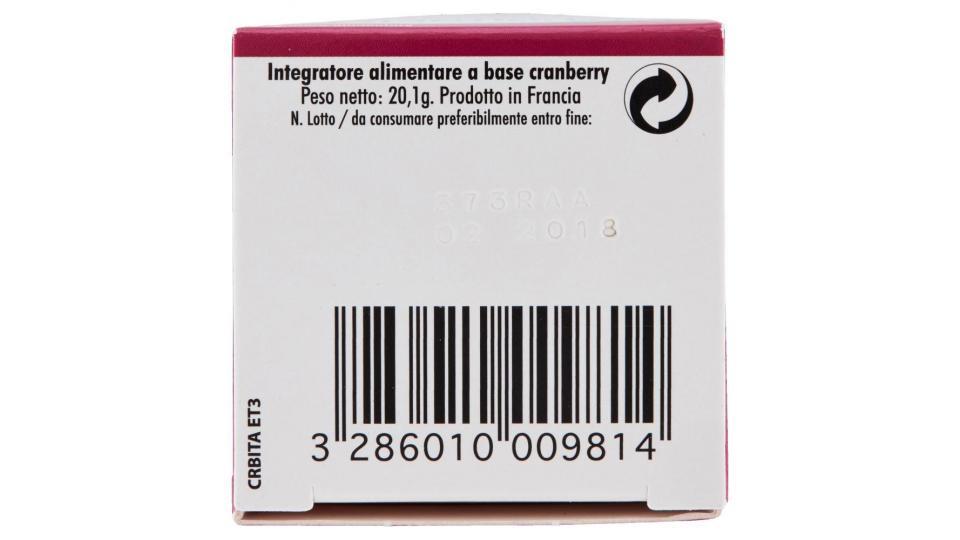 Integratore alimentare a base cranberry
Peso netto: 20,1g. Prodotto in Francia
N. Lotto / da consumare preferibilmente entro fine:
373RAA
02 2018
CRBITA ET3
3 286010 009814